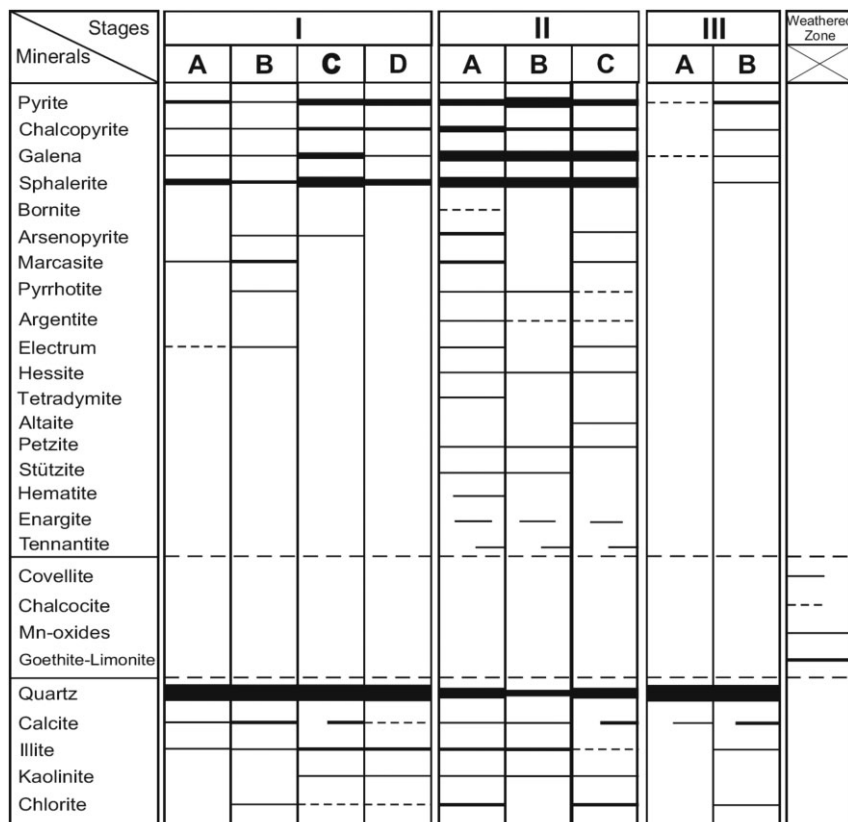 Stages
Minerals
I
II
III
Weathered
Zone
A B C D A B C A B
Pyrite
Chalcopyrite
Galena
Sphalerite
Bornite
Arsenopyrite
Marcasite
Pyrrhotite
Argentite
Electrum
Hessite
Tetradymite
Altaite
Petzite
Stützite
Hematite
Enargite
Tennantite
Covellite
Chalcocite
Mn-oxides
Goethite-Limonite
Quartz
Calcite
Illite
Kaolinite
Chlorite